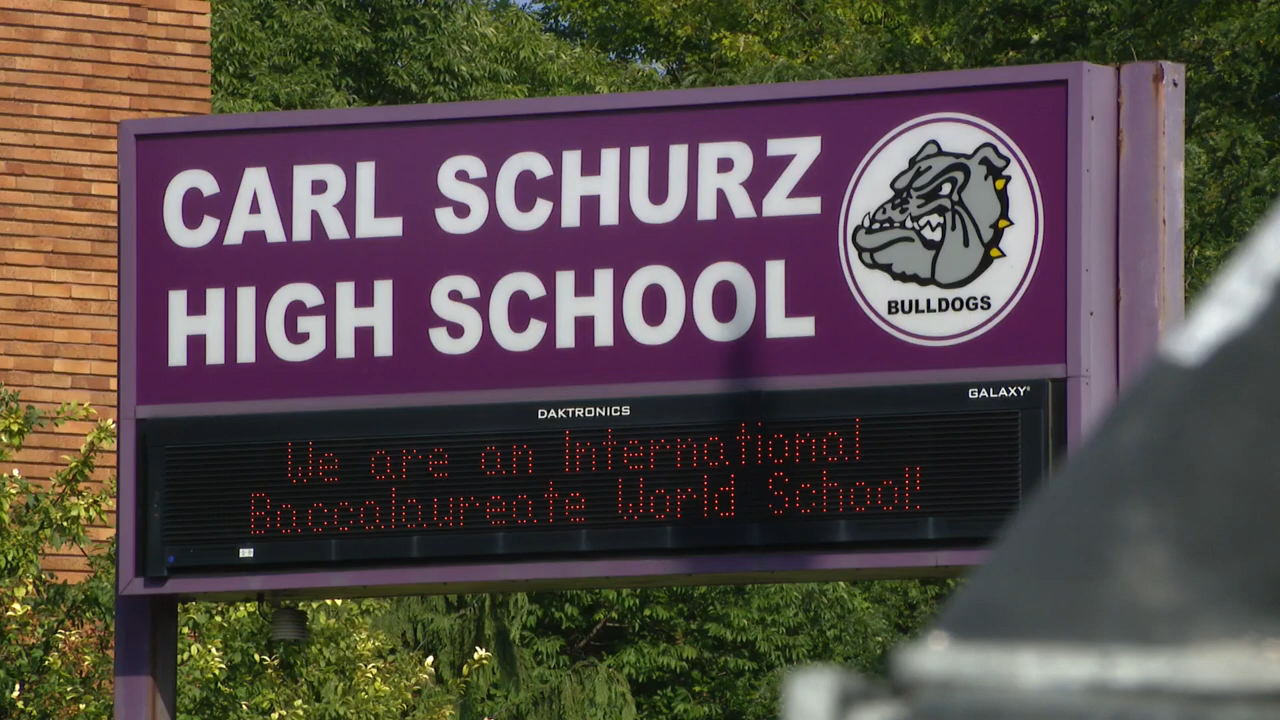 CARL SCHURZ
HIGH SCHOOL
BULLDOGS
DAKTRONICS
GALAXY®
We are an International
Baccalaureate World School!